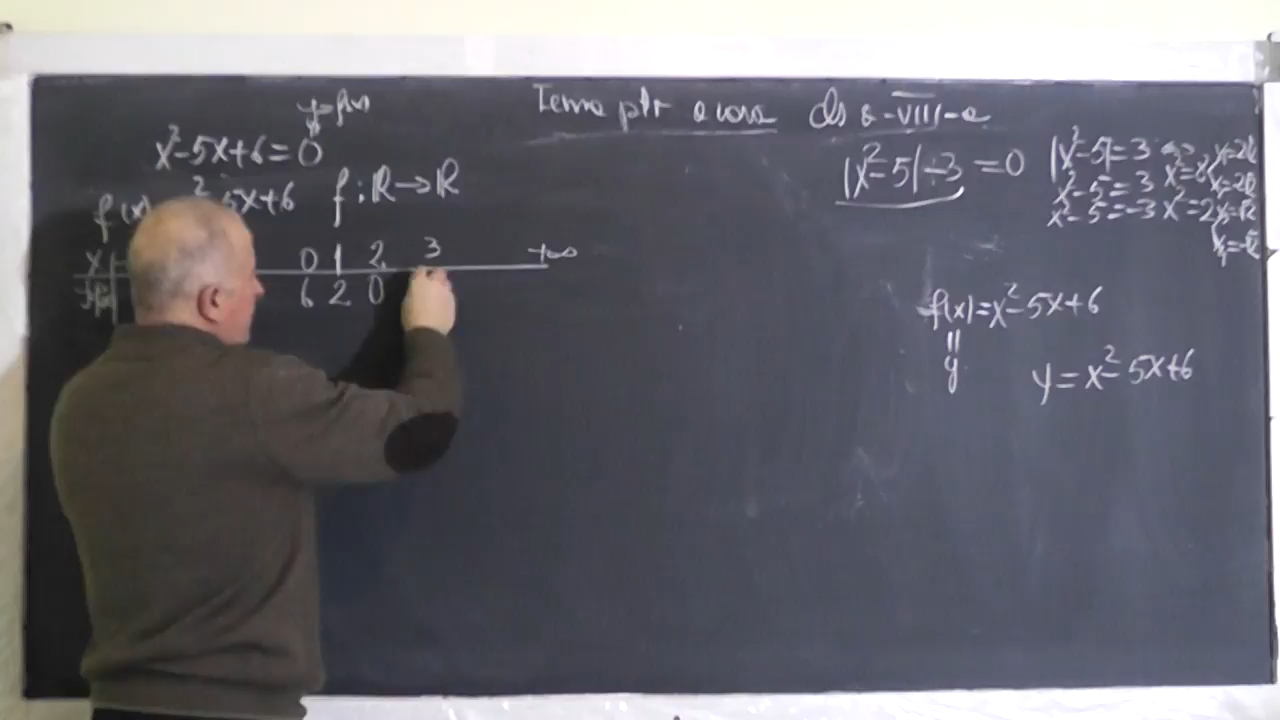 Tema ptr acasa cls a -VIII-a
y=f(x)
x²-5x+6=0
f(x) ²-5x+6 f:R→R
x 0 1 2 3 +∞
f(x) 6 2 0
|x²-5|-3=0
|x²-5|=3
x²-5=3 x²=8
x²-5=-3 x²=2
f(x)=x²-5x+6
=
y
y=x²-5x+6